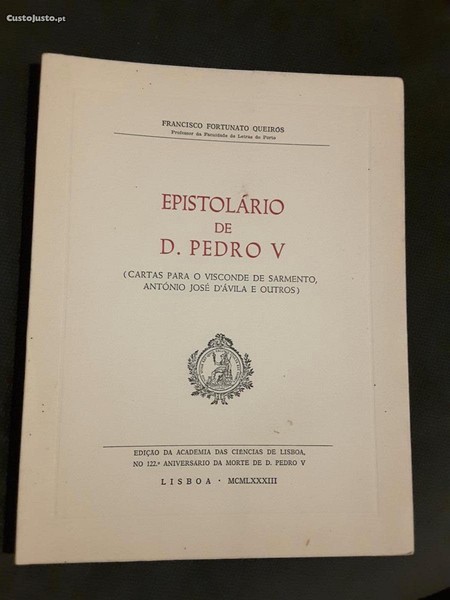 CustoJusto.pt
FRANCISCO FORTUNATO QUEIROS
Professor da Faculdade de Letras do Porto
EPISTOLÁRIO
DE
D. PEDRO V
(CARTAS PARA O VISCONDE DE SARMENTO,
ANTÓNIO JOSÉ D'ÁVILA E OUTROS)
EDIÇÃO DA ACADEMIA DAS CIENCIAS DE LISBOA,
NO 122.º ANIVERSARIO DA MORTE DE D. PEDRO V
LISBOA · MCMLXXXIII